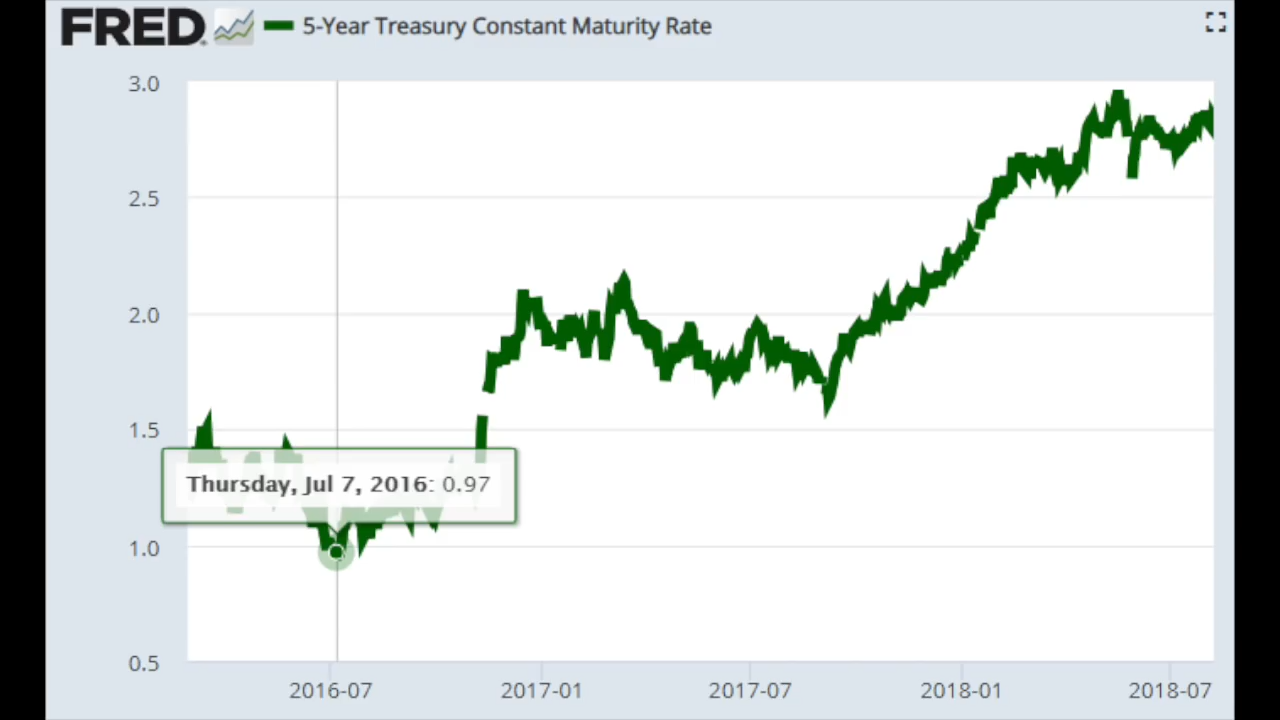 FRED 5-Year Treasury Constant Maturity Rate
3.0
2.5
2.0
1.5
Thursday, Jul 7, 2016: 0.97
1.0
0.5
2016-07 2017-01 2017-07 2018-01 2018-07